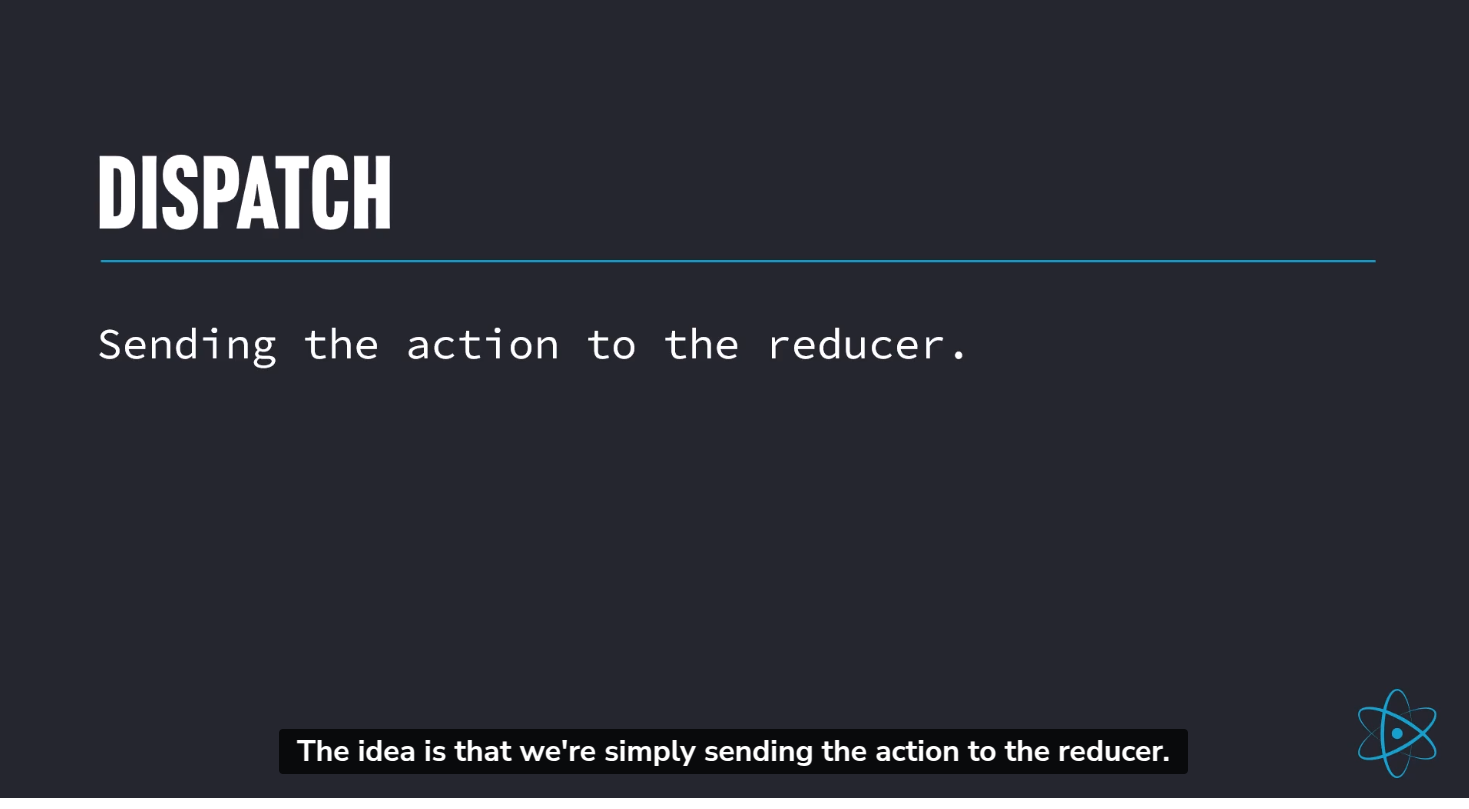 DISPATCH
Sending the action to the reducer.
The idea is that we're simply sending the action to the reducer.